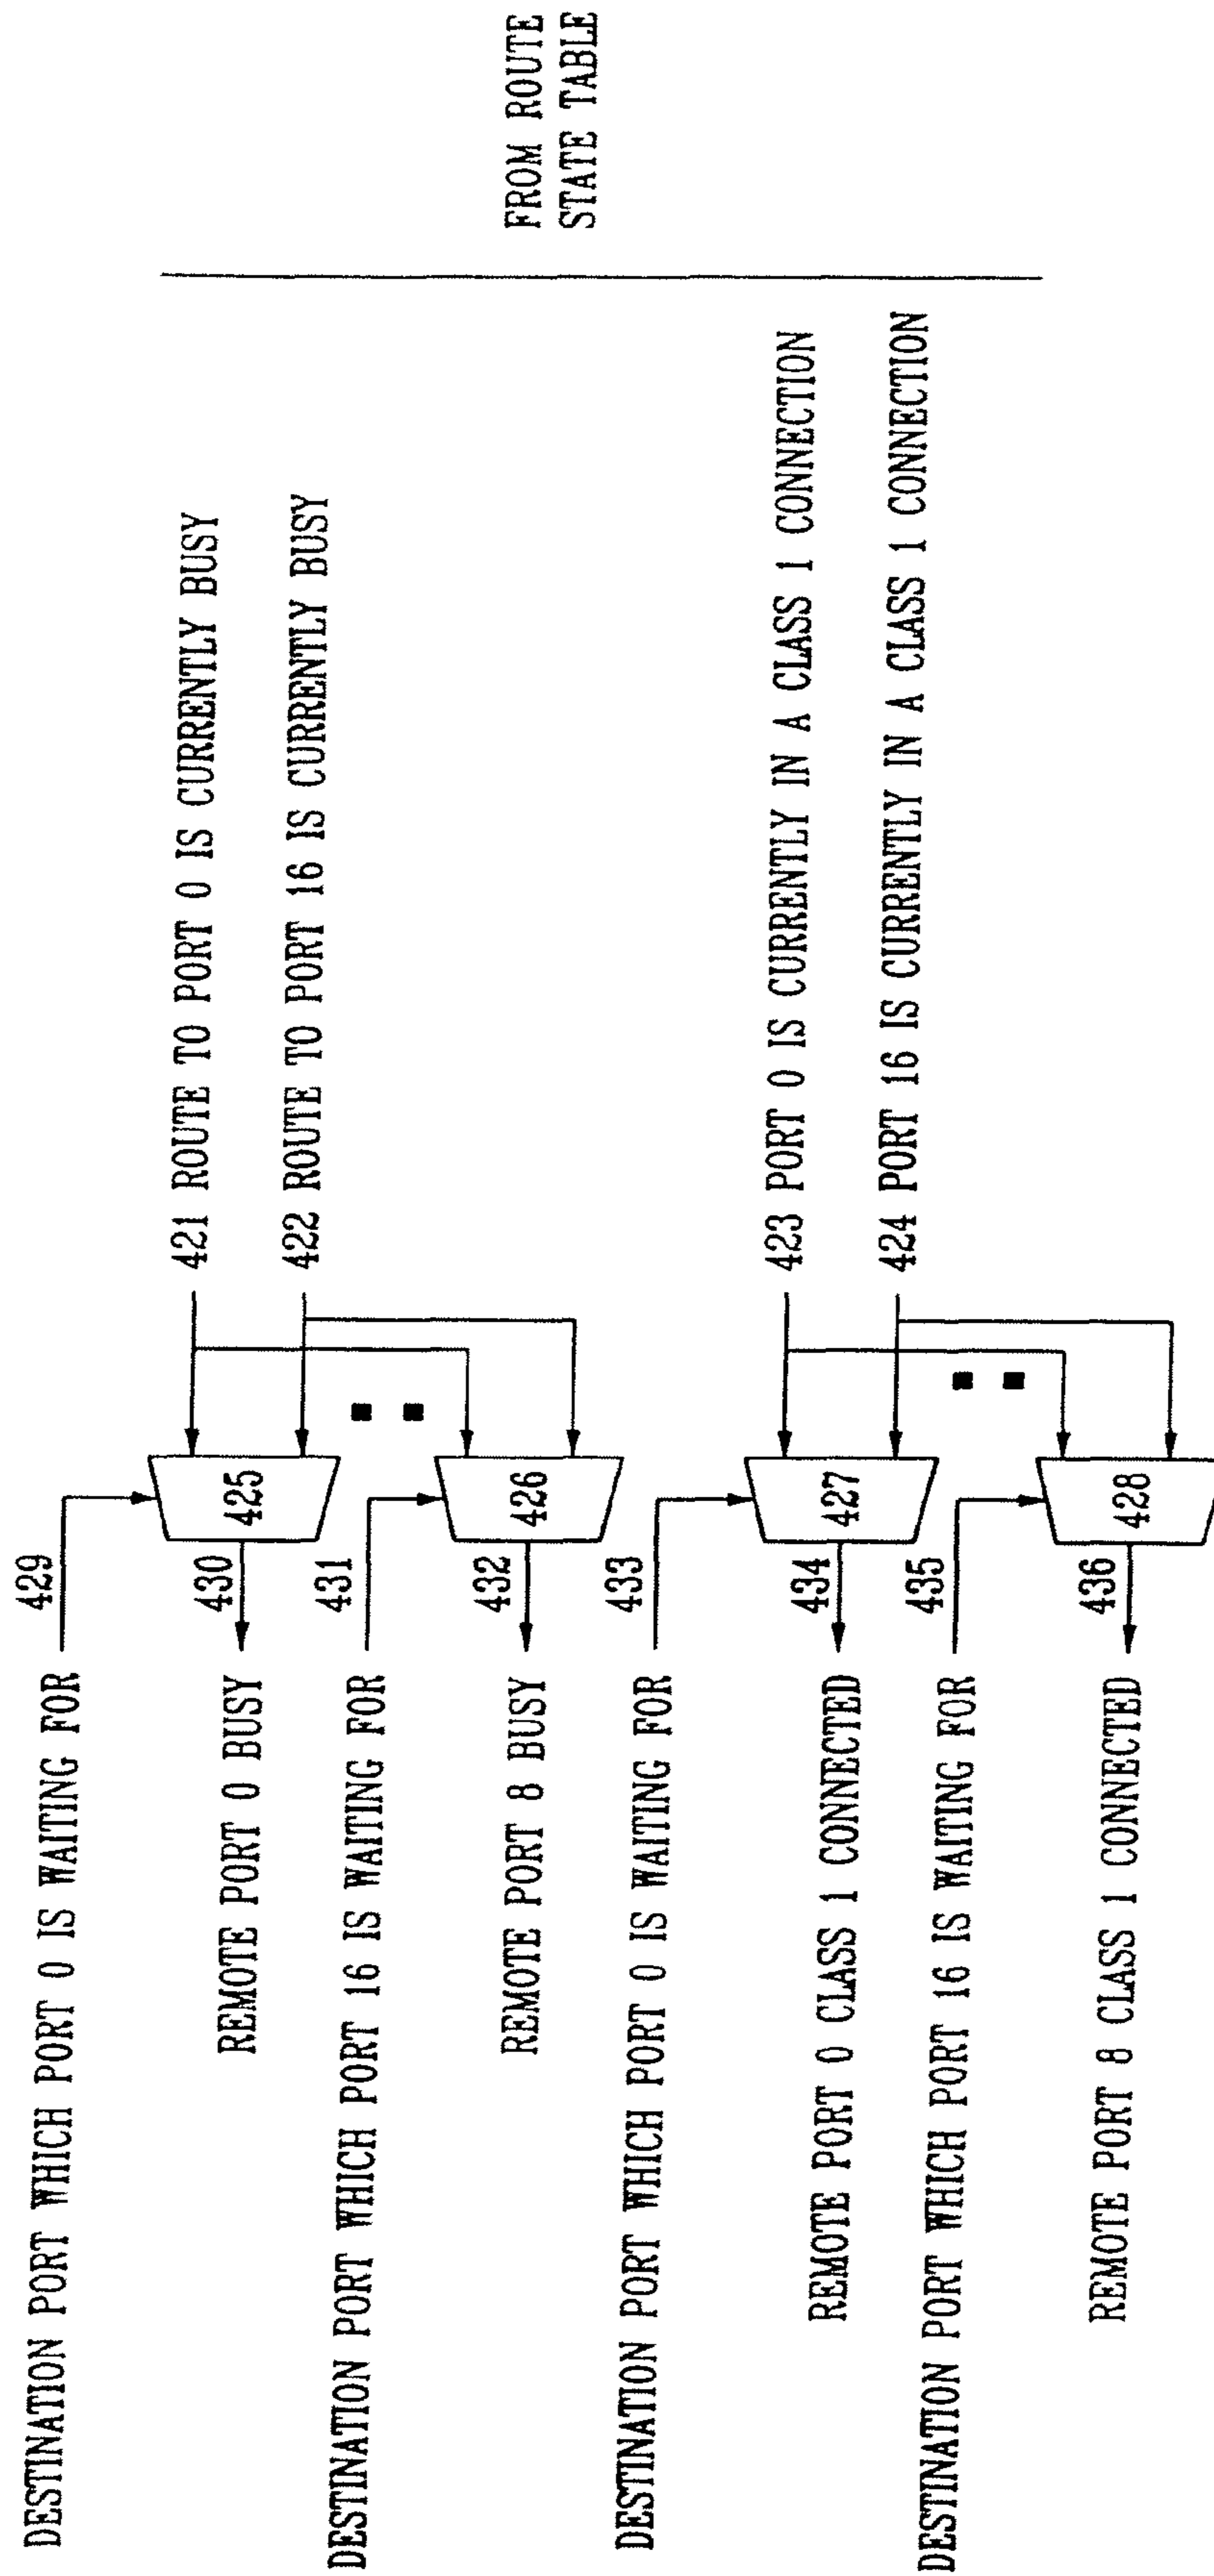 DESTINATION PORT WHICH PORT 0 IS WAITING FOR
429
REMOTE PORT 0 BUSY
430
425
421 ROUTE TO PORT 0 IS CURRENTLY BUSY
422 ROUTE TO PORT 16 IS CURRENTLY BUSY
DESTINATION PORT WHICH PORT 16 IS WAITING FOR
431
REMOTE PORT 8 BUSY
432
426
FROM ROUTE
STATE TABLE
DESTINATION PORT WHICH PORT 0 IS WAITING FOR
433
REMOTE PORT 0 CLASS 1 CONNECTED
434
427
423 PORT 0 IS CURRENTLY IN A CLASS 1 CONNECTION
424 PORT 16 IS CURRENTLY IN A CLASS 1 CONNECTION
DESTINATION PORT WHICH PORT 16 IS WAITING FOR
435
REMOTE PORT 8 CLASS 1 CONNECTED
436
428